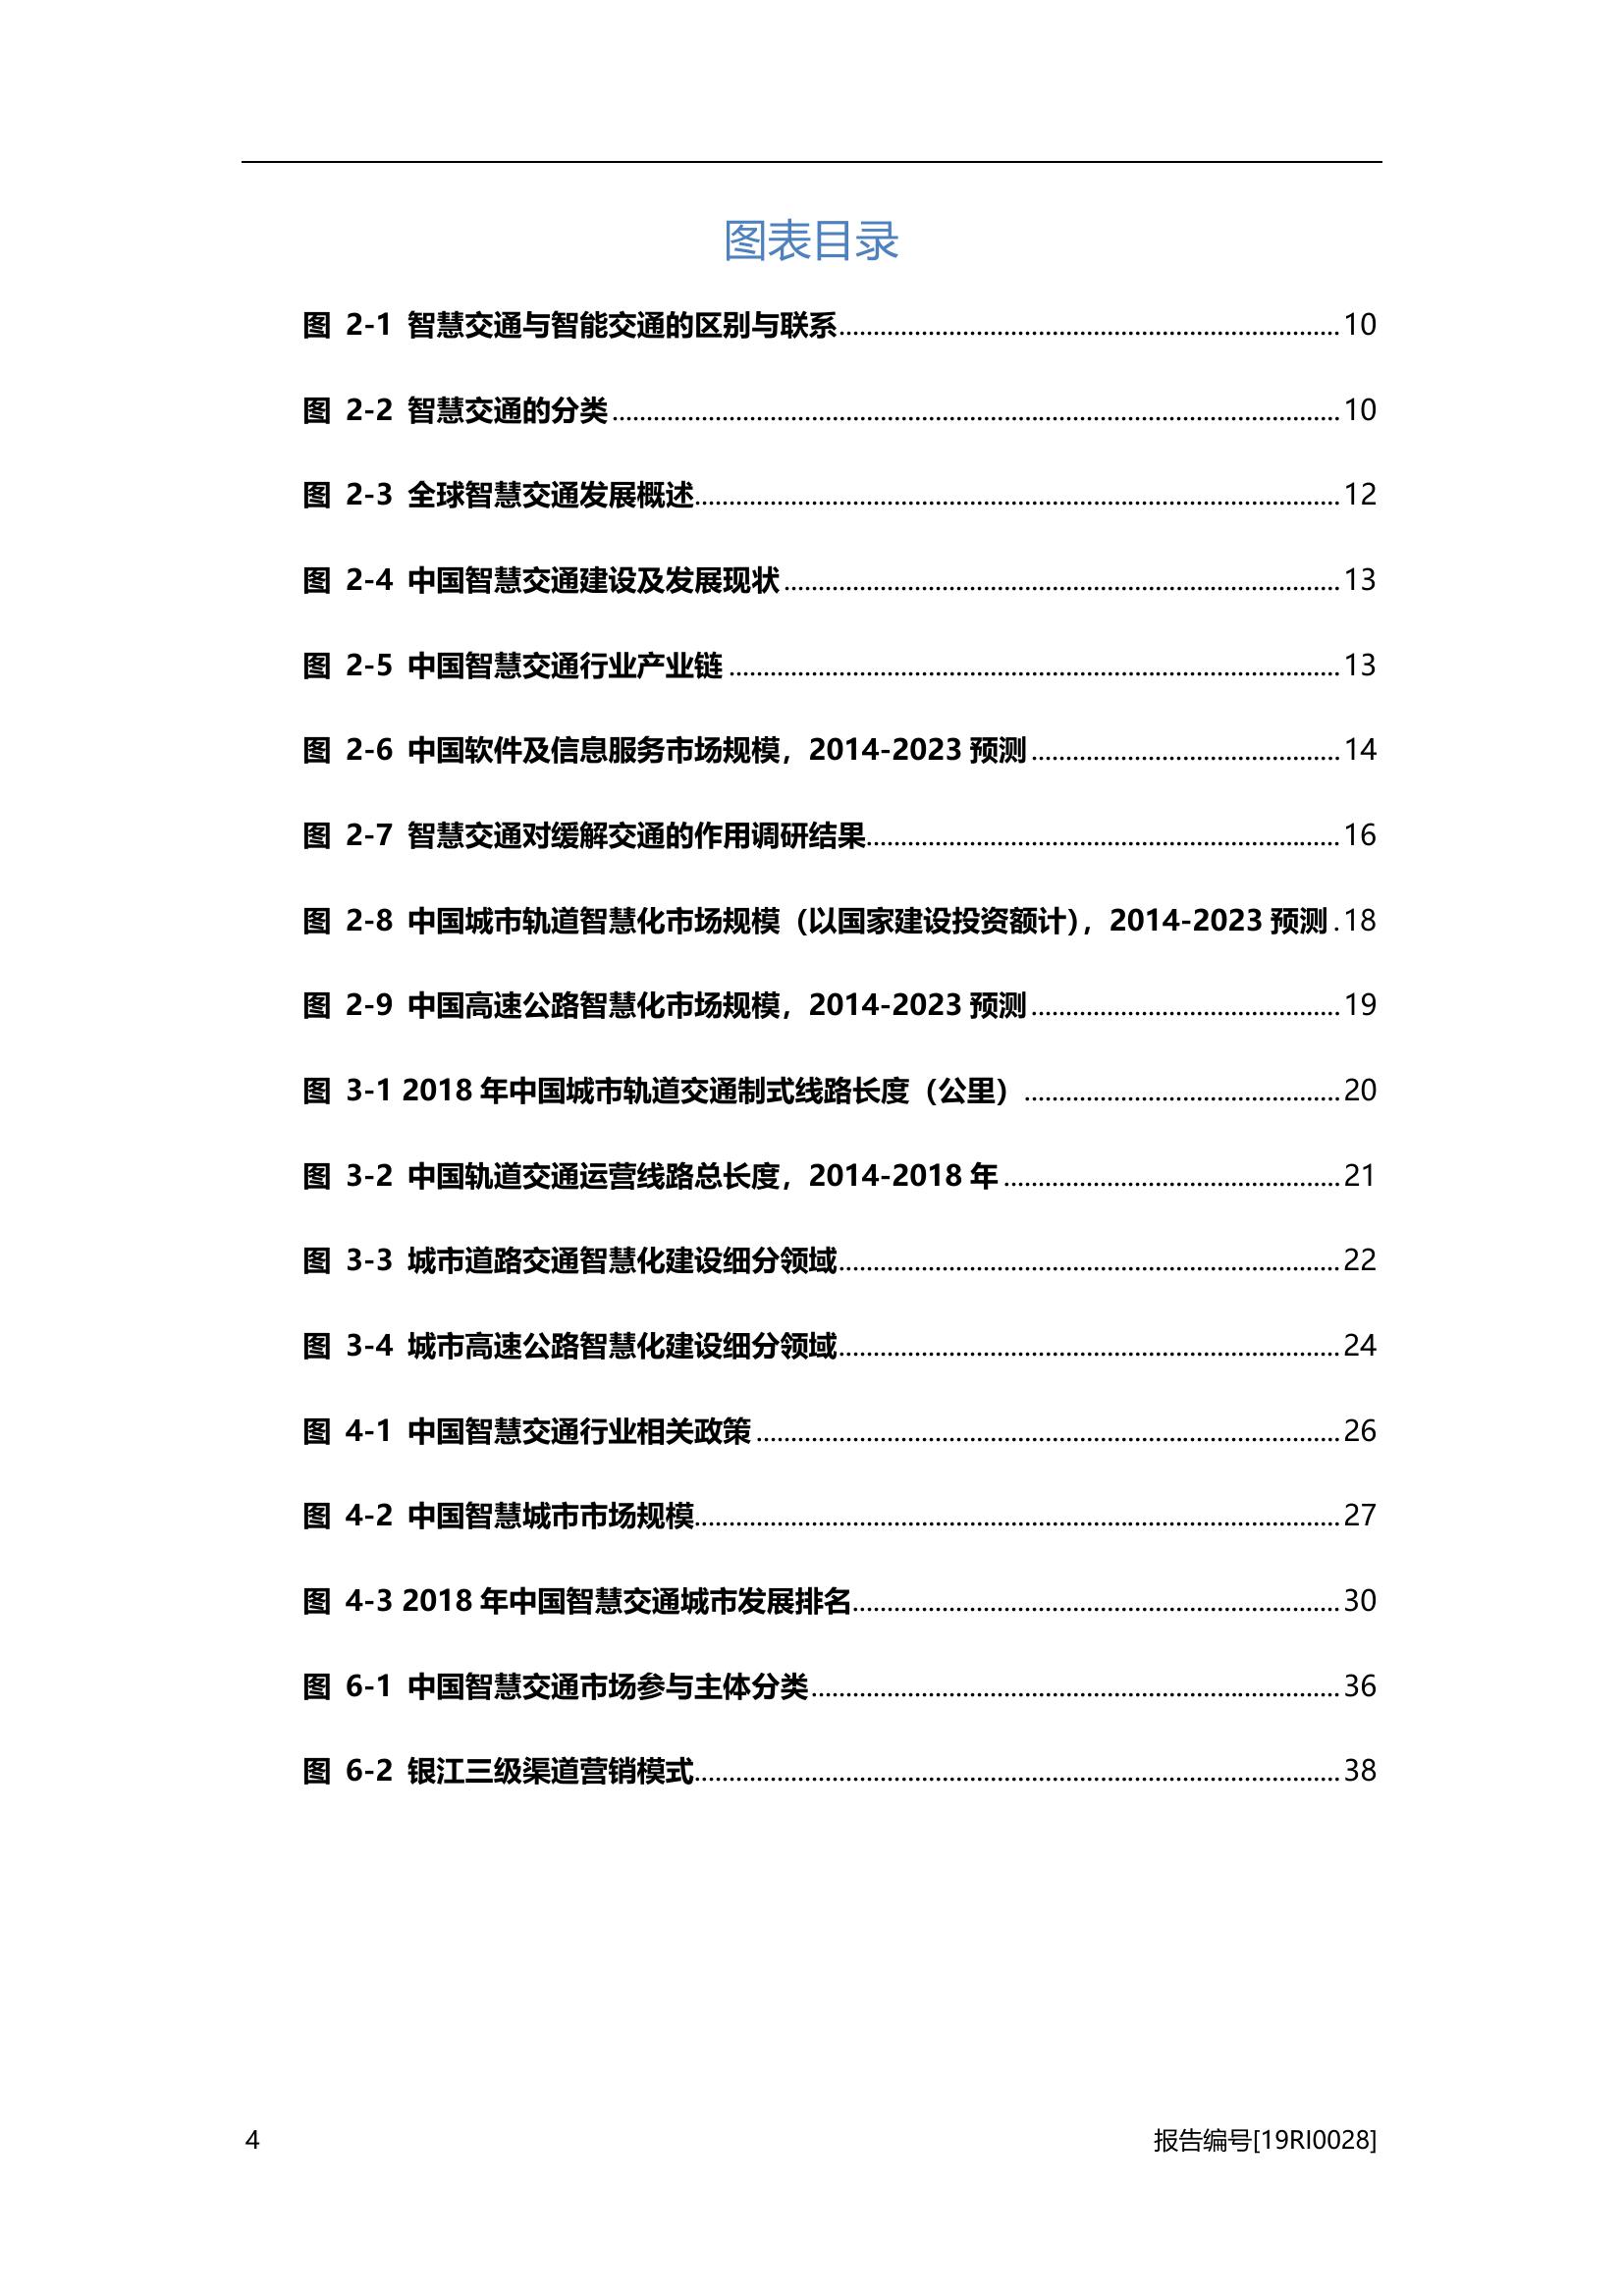 图表目录
图 2-1 智慧交通与智能交通的区别与联系........................................................................10
图 2-2 智慧交通的分类........................................................................................................10
图 2-3 全球智慧交通发展概述............................................................................................12
图 2-4 中国智慧交通建设及发展现状................................................................................13
图 2-5 中国智慧交通行业产业链........................................................................................13
图 2-6 中国软件及信息服务市场规模，2014-2023 预测............................................14
图 2-7 智慧交通对缓解交通的作用调研结果....................................................................16
图 2-8 中国城市轨道智慧化市场规模（以国家建设投资额计），2014-2023 预测.18
图 2-9 中国高速公路智慧化市场规模，2014-2023 预测............................................19
图 3-1 2018 年中国城市轨道交通制式线路长度（公里）.............................................20
图 3-2 中国轨道交通运营线路总长度，2014-2018 年................................................21
图 3-3 城市道路交通智慧化建设细分领域........................................................................22
图 3-4 城市高速公路智慧化建设细分领域........................................................................24
图 4-1 中国智慧交通行业相关政策....................................................................................26
图 4-2 中国智慧城市市场规模............................................................................................27
图 4-3 2018 年中国智慧交通城市发展排名......................................................................30
图 6-1 中国智慧交通市场参与主体分类............................................................................36
图 6-2 银江三级渠道营销模式............................................................................................38
4 报告编号[19RI0028]